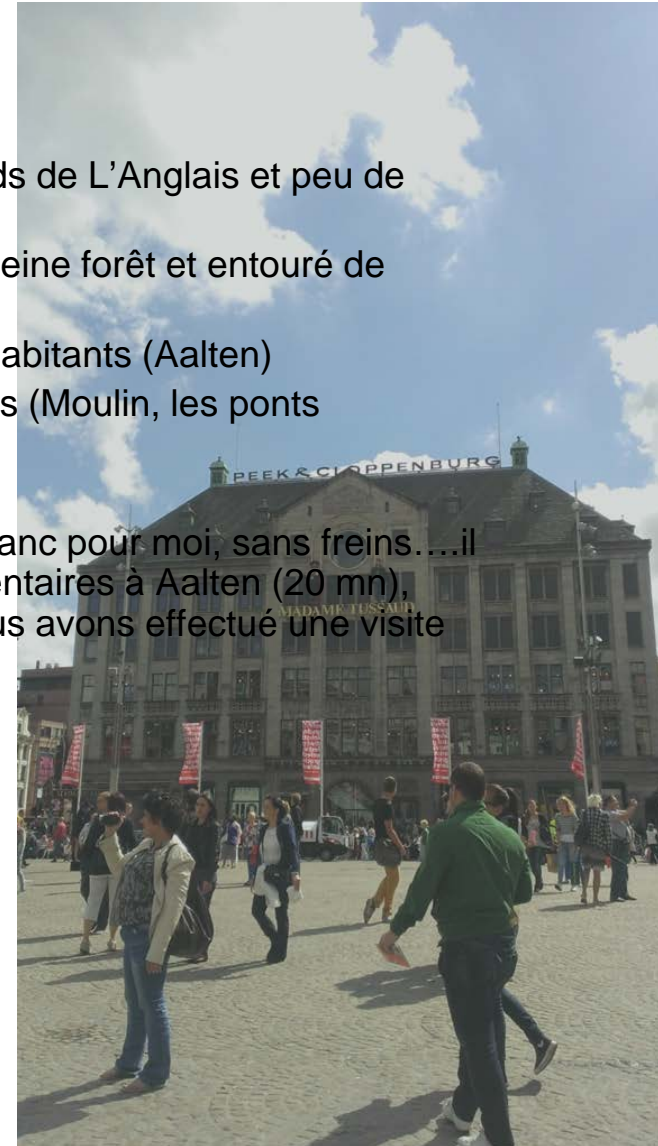 ds de L’Anglais et peu de
eine forêt et entouré de
abitants (Aalten)
s (Moulin, les ponts
anc pour moi, sans freins….il
entaires à Aalten (20 mn),
us avons effectué une visite
PEEK & CLOPPENBURG
MADAME TUSSAUD